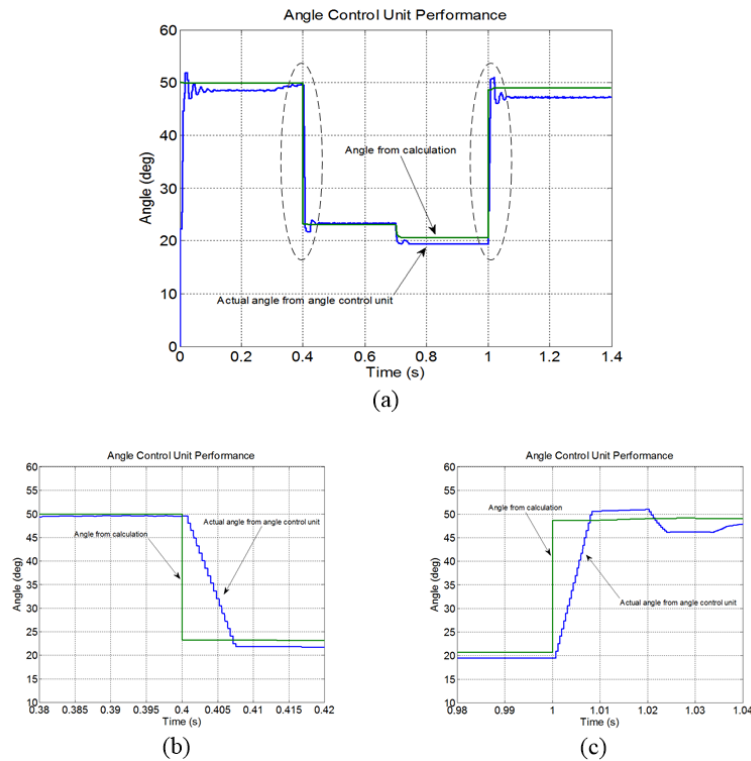 Angle Control Unit Performance
60
50
40
30
20
10
0
Angle (deg)
Angle from calculation
Actual angle from angle control unit
0 0.2 0.4 0.6 0.8 1 1.2 1.4
Time (s)
(a)
Angle Control Unit Performance
60
55
50
45
40
35
30
25
20
15
10
Angle (deg)
Actual angle from angle control unit
Angle from calculation
0.38 0.385 0.39 0.395 0.4 0.405 0.41 0.415 0.42
Time (s)
(b)
Angle Control Unit Performance
60
55
50
45
40
35
30
25
20
15
10
Angle (deg)
Angle from calculation
Actual angle from angle control unit
0.98 0.99 1 1.01 1.02 1.03 1.04
Time (s)
(c)